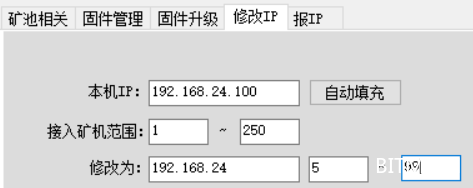 矿池相关 固件管理 固件升级 修改IP 报IP
本机IP: 192.168.24.100 自动填充
接入矿机范围: 1 ~ 250
修改为: 192.168.24 5 99